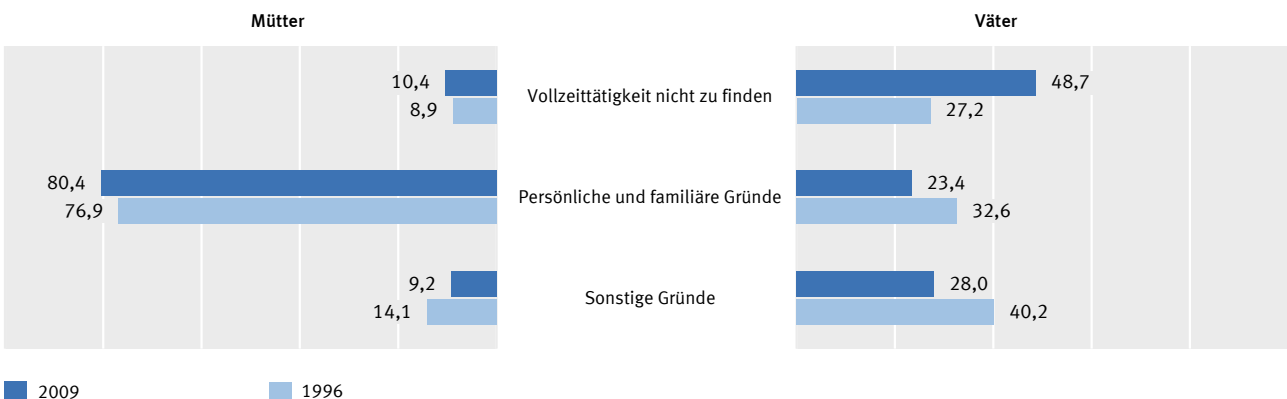 Mütter
Väter
10,4
Vollzeittätigkeit nicht zu finden
48,7
8,9
27,2
80,4
Persönliche und familiäre Gründe
23,4
76,9
32,6
9,2
Sonstige Gründe
28,0
14,1
40,2
2009
1996